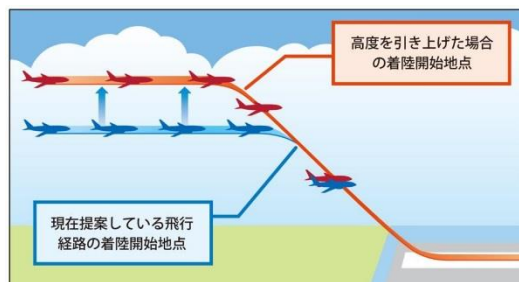 高度を引き上げた場合
の着陸開始地点
現在提案している飛行
経路の着陸開始地点